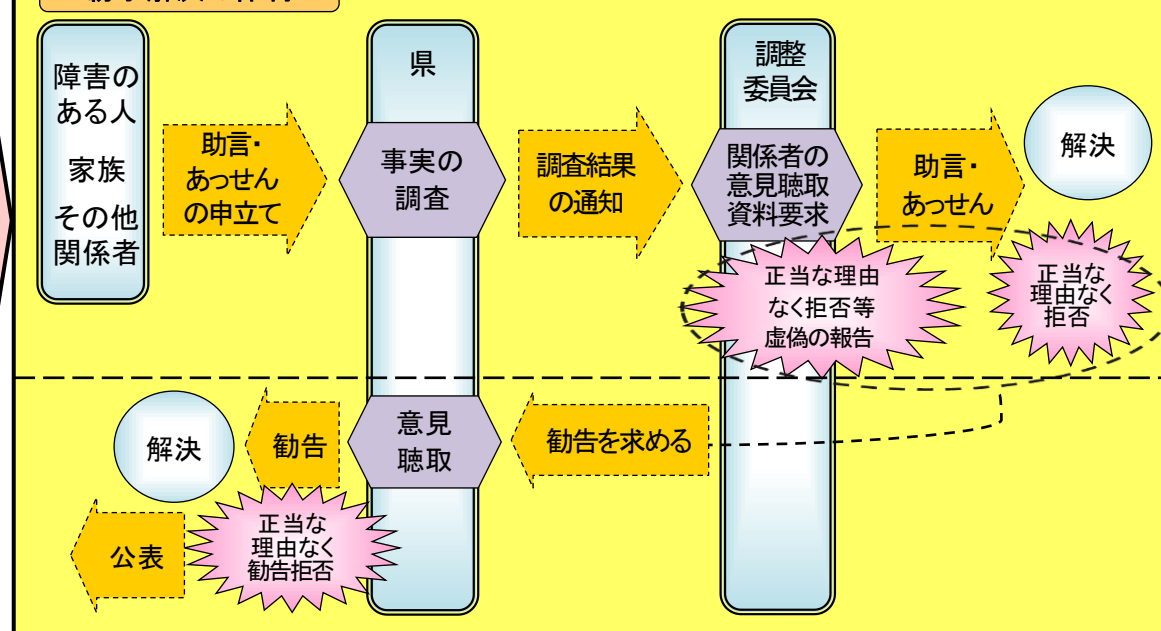 障害の
ある人
家族
その他
関係者
助言・
あっせん
の申立て
県
事実の
調査
調査結果
の通知
調整
委員会
関係者の
意見聴取
資料要求
助言・
あっせん
解決
正当な理由
なく拒否等
虚偽の報告
正当な
理由なく
拒否
解決
勧告
意見
聴取
勧告を求める
公表
正当な
理由なく
勧告拒否